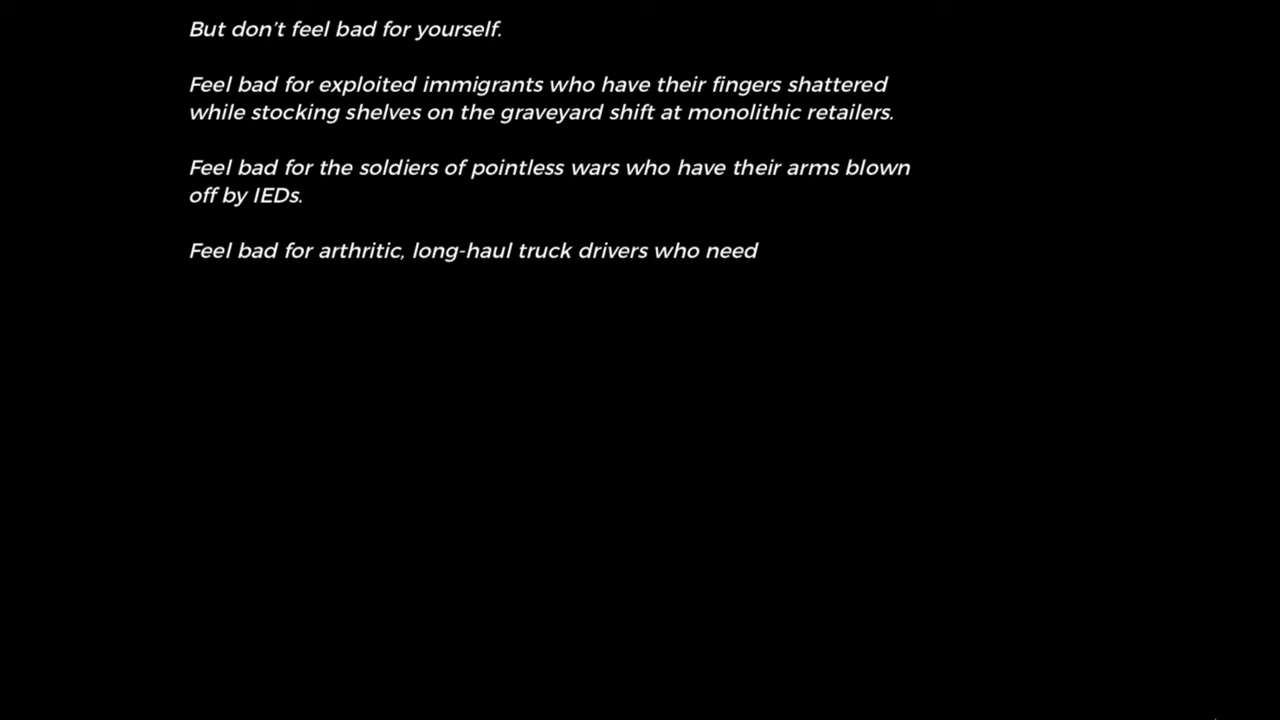 But don't feel bad for yourself.
Feel bad for exploited immigrants who have their fingers shattered
while stocking shelves on the graveyard shift at monolithic retailers.
Feel bad for the soldiers of pointless wars who have their arms blown
off by IEDs.
Feel bad for arthritic, long-haul truck drivers who need